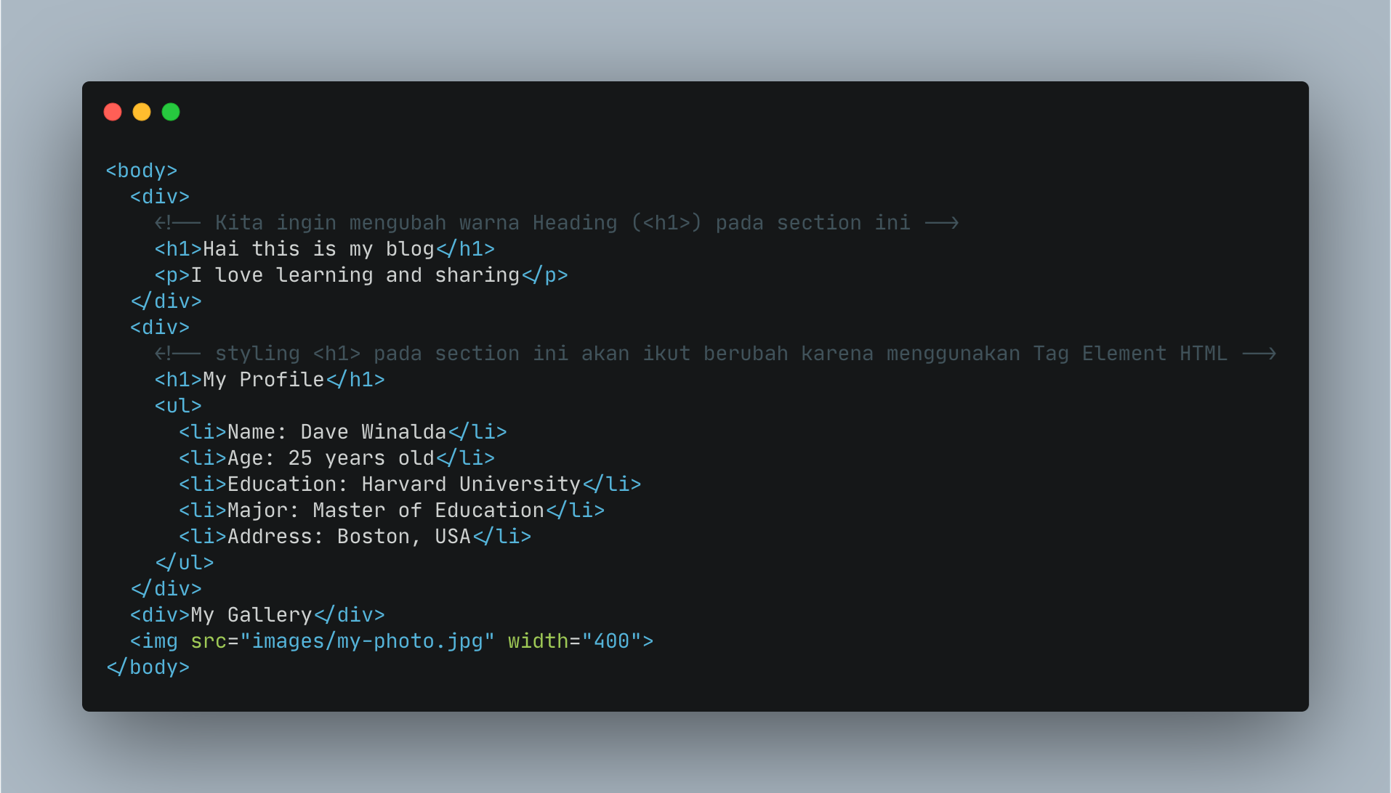 <body>
<div>
<!-- Kita ingin mengubah warna Heading (<h1>) pada section ini -->
<h1>Hai this is my blog</h1>
<p>I love learning and sharing</p>
</div>
<div>
<!-- styling <h1> pada section ini akan ikut berubah karena menggunakan Tag Element HTML -->
<h1>My Profile</h1>
<ul>
<li>Name: Dave Winalda</li>
<li>Age: 25 years old</li>
<li>Education: Harvard University</li>
<li>Major: Master of Education</li>
<li>Address: Boston, USA</li>
</ul>
</div>
<div>My Gallery</div>
<img src="images/my-photo.jpg" width="400">
</body>